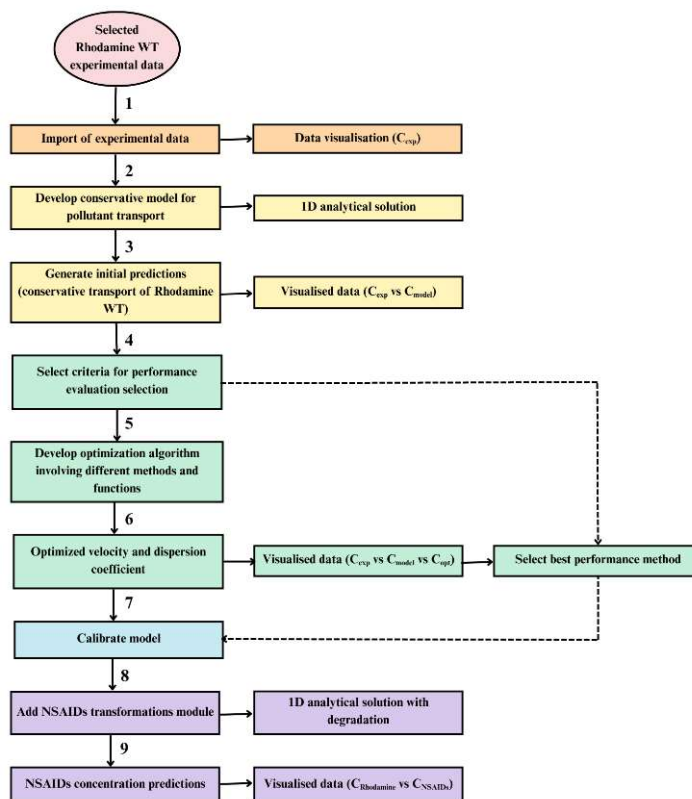 Selected
Rhodamine WT
experimental data
1
Import of experimental data
Data visualisation (Cexp)
2
Develop conservative model for
pollutant transport
1D analytical solution
3
Generate initial predictions
(conservative transport of Rhodamine
WT)
Visualised data (Cexp vs Cmodel)
4
Select criteria for performance
evaluation selection
5
Develop optimization algorithm
involving different methods and
functions
6
Optimized velocity and dispersion
coefficient
Visualised data (Cexp vs Cmodel vs Copt)
Select best performance method
7
Calibrate model
8
Add NSAIDs transformations module
1D analytical solution with
degradation
9
NSAIDs concentration predictions
Visualised data (CRhodamine vs CNSAIDs)